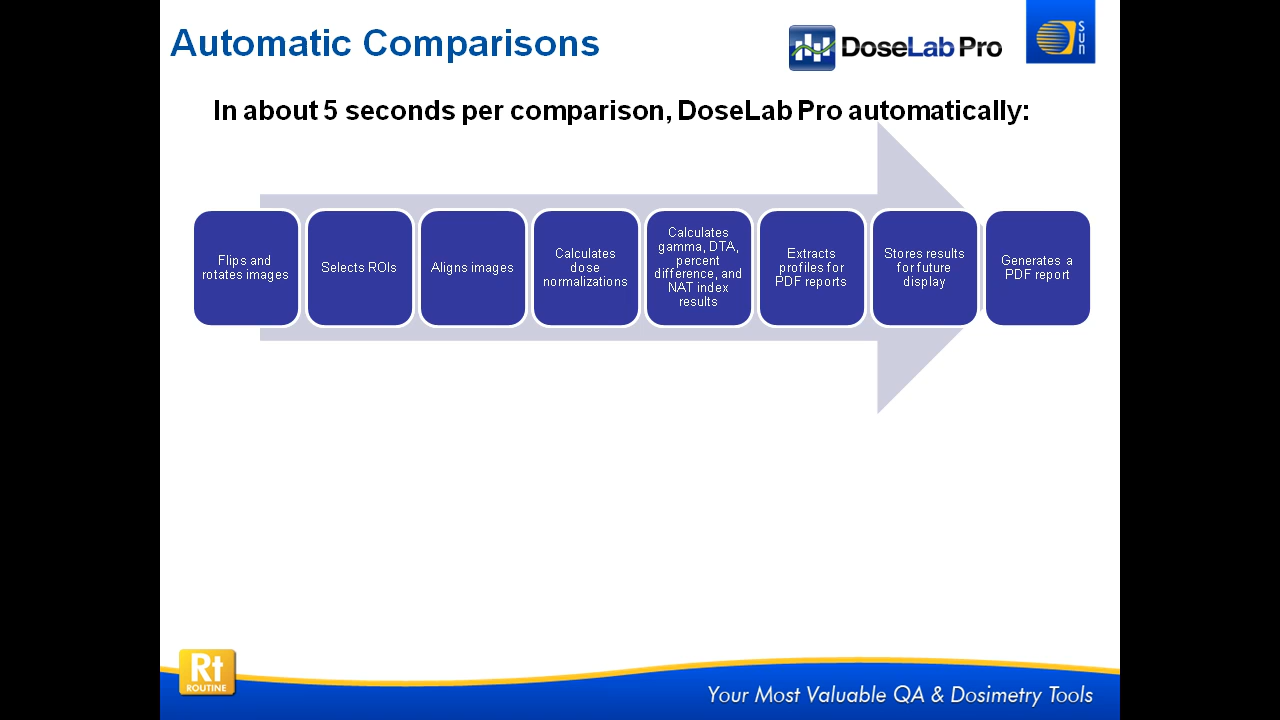 Automatic Comparisons
DoseLab Pro
sun
In about 5 seconds per comparison, DoseLab Pro automatically:
Flips and
rotates images
Selects ROIs
Aligns images
Calculates
dose
normalizations
Calculates
gamma, DTA,
percent
difference, and
NAT index
results
Extracts
profiles for
PDF reports
Stores results
for future
display
Generates a
PDF report
Rt
ROUTINE
Your Most Valuable QA & Dosimetry Tools